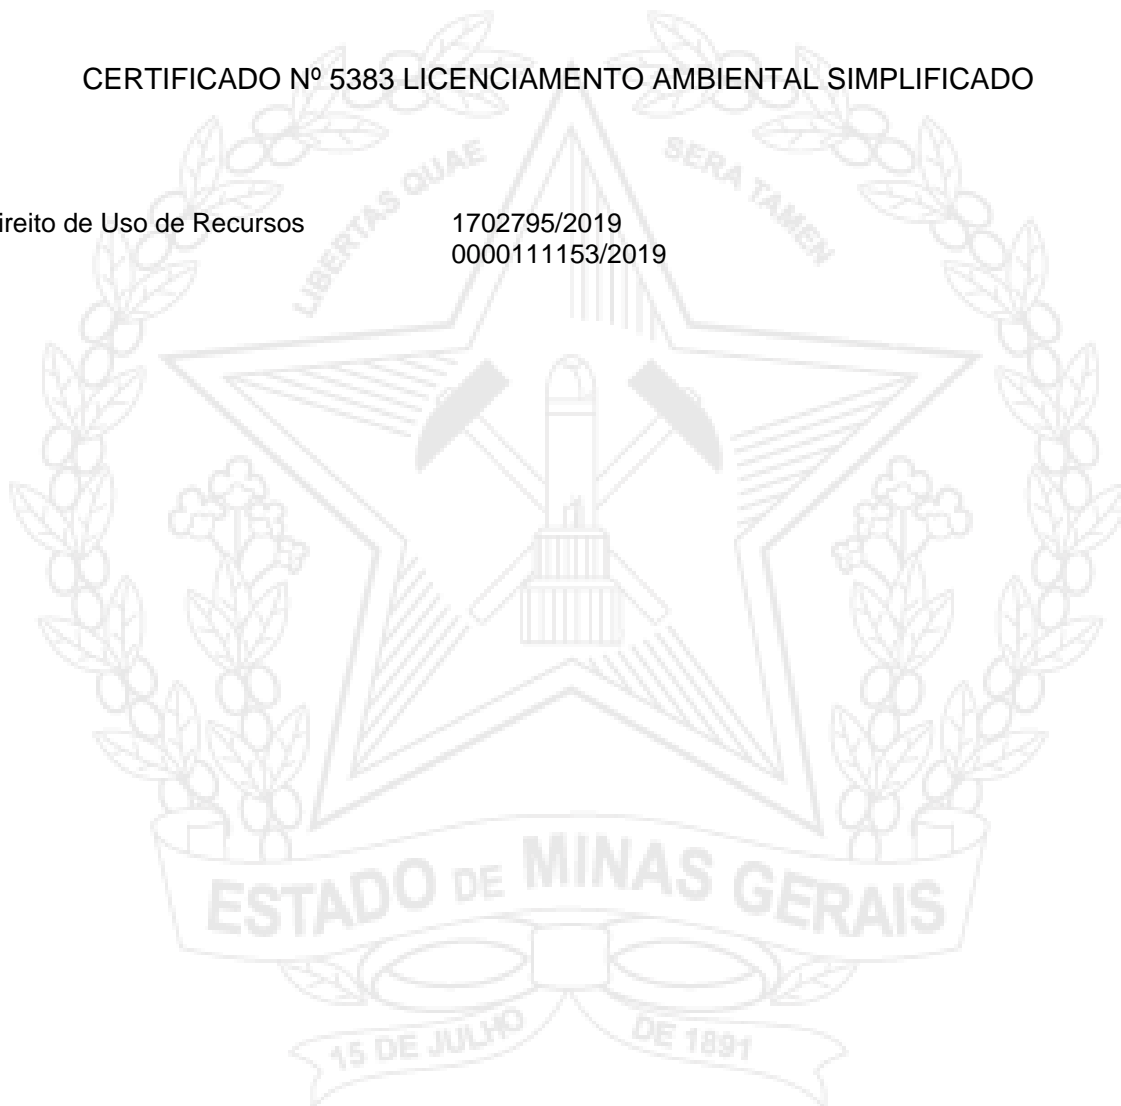 CERTIFICADO Nº 5383 LICENCIAMENTO AMBIENTAL SIMPLIFICADO
LIBERTAS QUAE SERA TAMEN
ireito de Uso de Recursos 1702795/2019
0000111153/2019
ESTADO DE MINAS GERAIS
15 DE JULHO DE 1891